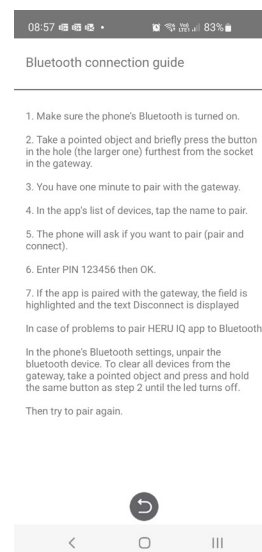 08:57
83%
Bluetooth connection guide
1. Make sure the phone's Bluetooth is turned on.
2. Take a pointed object and briefly press the button
in the hole (the larger one) furthest from the socket
in the gateway.
3. You have one minute to pair with the gateway.
4. In the app's list of devices, tap the name to pair.
5. The phone will ask if you want to pair (pair and
connect).
6. Enter PIN 123456 then OK.
7. If the app is paired with the gateway, the field is
highlighted and the text Disconnect is displayed
In case of problems to pair HERU IQ app to Bluetooth
In the phone's Bluetooth settings, unpair the
bluetooth device. To clear all devices from the
gateway, take a pointed object and press and hold
the same button as step 2 until the led turns off.
Then try to pair again.